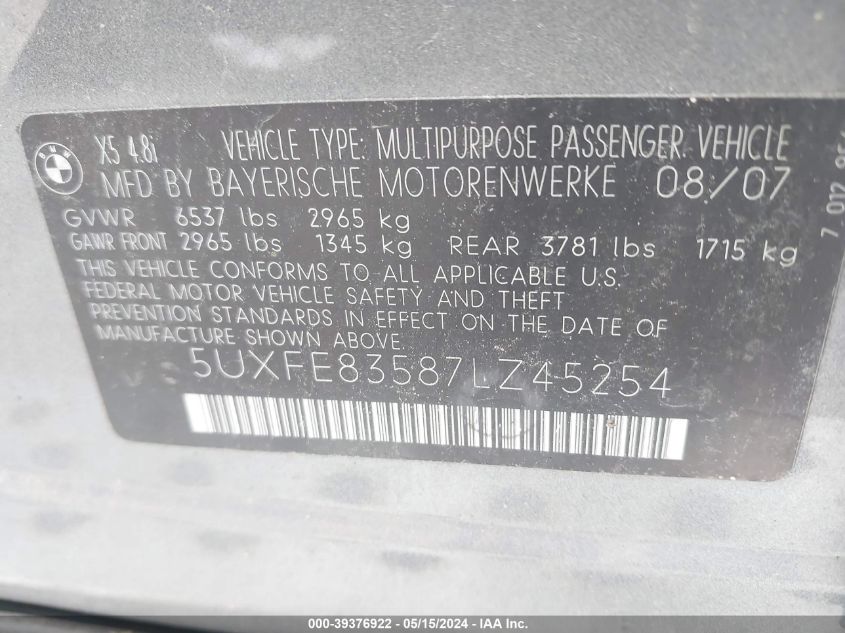 X5 4.8i VEHICLE TYPE: MULTIPURPOSE PASSENGER VEHICLE
BMW
MFD BY BAYERISCHE MOTORENWERKE 08/07
GVWR 6537 lbs 2965 kg
GAWR FRONT 2965 lbs 1345 kg REAR 3781 lbs 1715 kg
THIS VEHICLE CONFORMS TO ALL APPLICABLE U.S.
FEDERAL MOTOR VEHICLE SAFETY AND THEFT
PREVENTION STANDARDS IN EFFECT ON THE DATE OF
MANUFACTURE SHOWN ABOVE.
5UXFE83587LZ45254
7 012
000-39376922 - 05/15/2024 - IAA Inc.